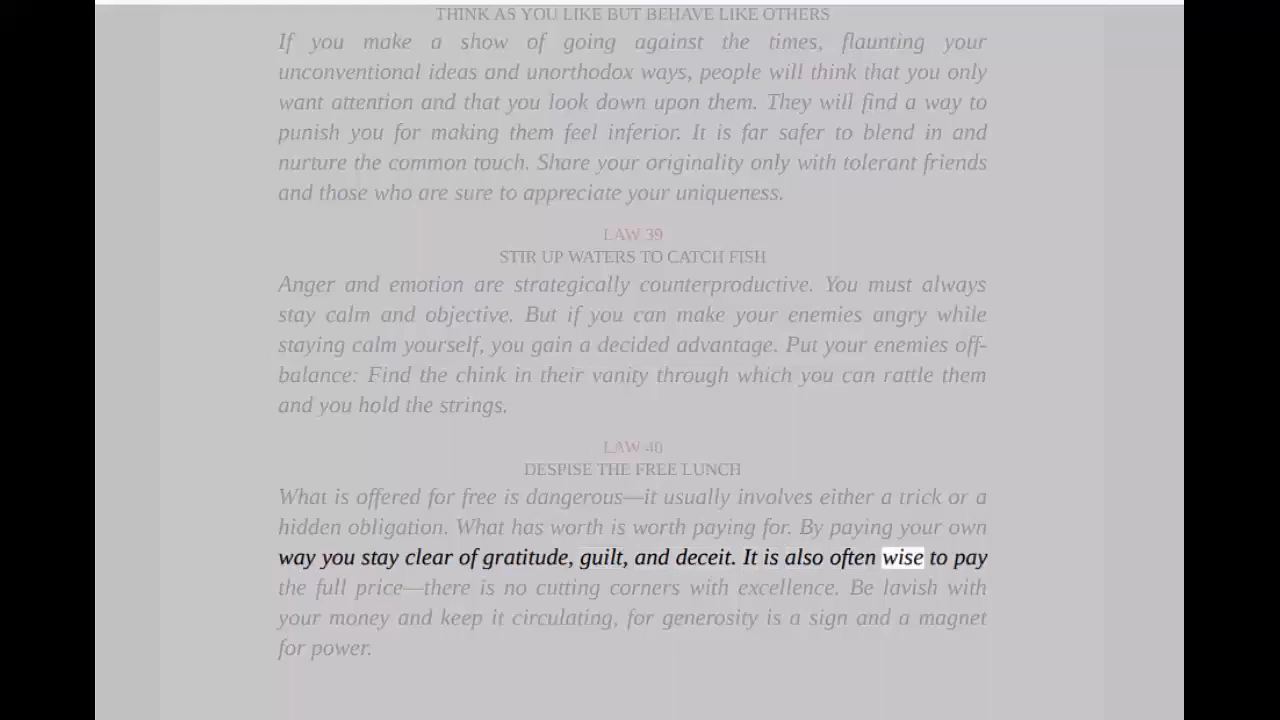 THINK AS YOU LIKE BUT BEHAVE LIKE OTHERS
If you make a show of going against the times, flaunting your
unconventional ideas and unorthodox ways, people will think that you only
want attention and that you look down upon them. They will find a way to
punish you for making them feel inferior. It is far safer to blend in and
nurture the common touch. Share your originality only with tolerant friends
and those who are sure to appreciate your uniqueness.
LAW 39
STIR UP WATERS TO CATCH FISH
Anger and emotion are strategically counterproductive. You must always
stay calm and objective. But if you can make your enemies angry while
staying calm yourself, you gain a decided advantage. Put your enemies off-
balance: Find the chink in their vanity through which you can rattle them
and you hold the strings.
LAW 40
DESPISE THE FREE LUNCH
What is offered for free is dangerous—it usually involves either a trick or a
hidden obligation. What has worth is worth paying for. By paying your own
way you stay clear of gratitude, guilt, and deceit. It is also often wise to pay
the full price—there is no cutting corners with excellence. Be lavish with
your money and keep it circulating, for generosity is a sign and a magnet
for power.